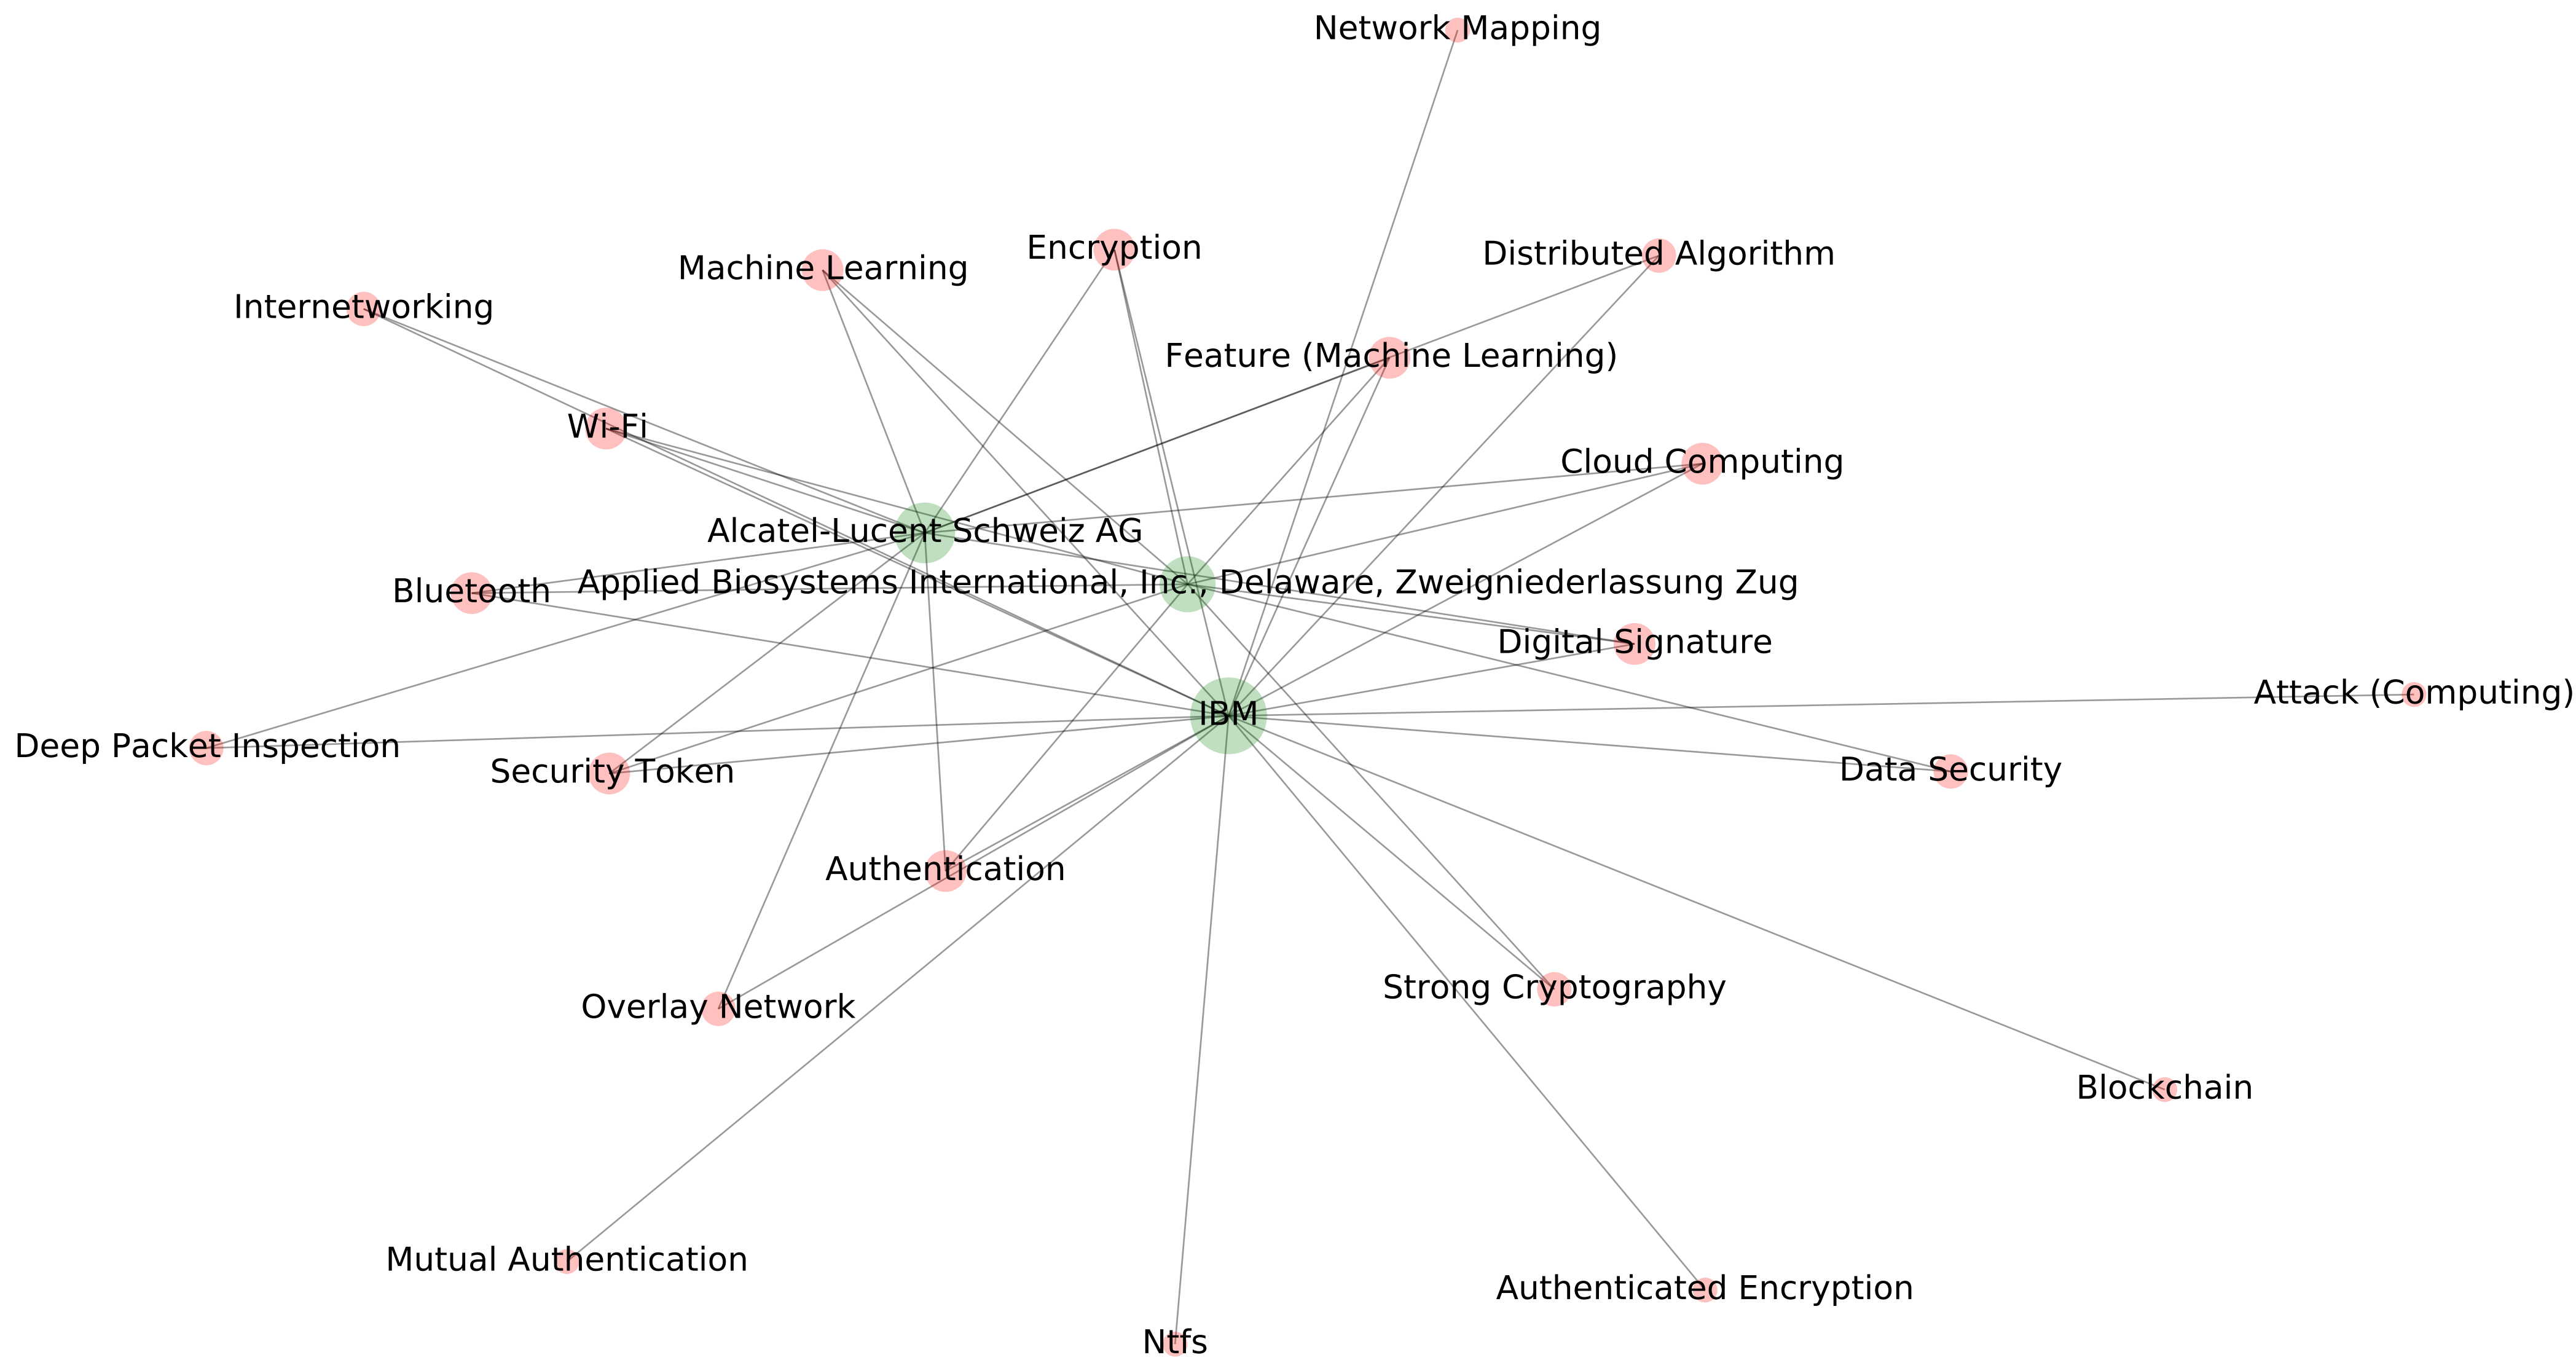 Network Mapping
Encryption
Distributed Algorithm
Machine Learning
Internetworking
Feature (Machine Learning)
Wi-Fi
Cloud Computing
Alcatel-Lucent Schweiz AG
Applied Biosystems International, Inc., Delaware, Zweigniederlassung Zug
Bluetooth
Digital Signature
Attack (Computing)
IBM
Deep Packet Inspection
Security Token
Data Security
Authentication
Strong Cryptography
Overlay Network
Blockchain
Mutual Authentication
Authenticated Encryption
Ntfs